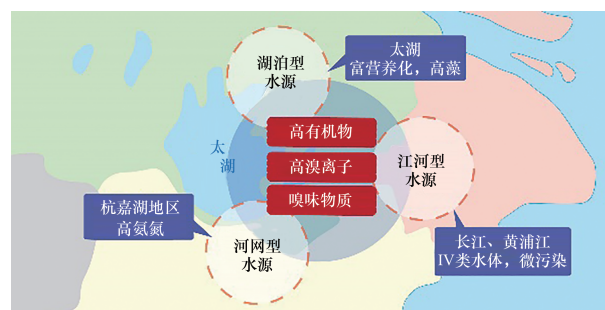 湖泊型
水源
太湖
富营养化，高藻
高有机物
高溴离子
嗅味物质
太
湖
江河型
水源
杭嘉湖地区
高氨氮
河网型
水源
长江、黄浦江
IV类水体，微污染